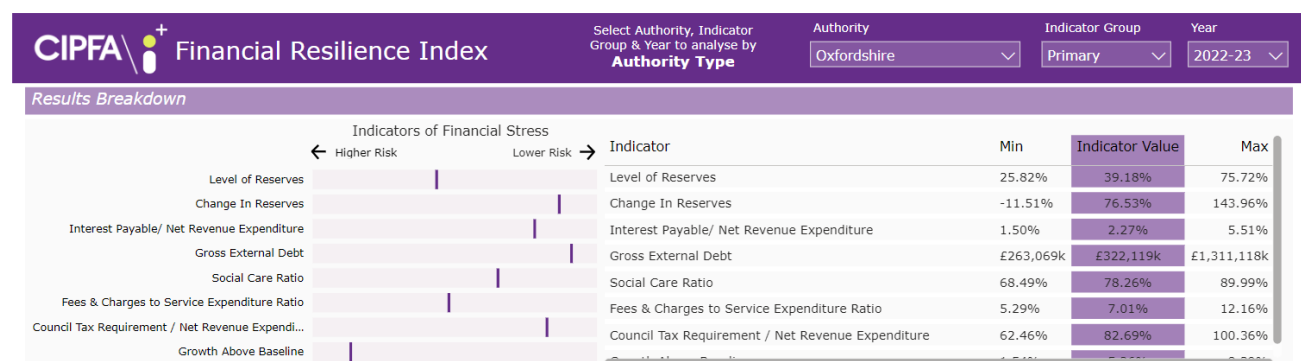 CIPFA\ i+ Financial Resilience Index
Select Authority, Indicator
Group & Year to analyse by
Authority Type
Authority
Oxfordshire
Indicator Group
Primary
Year
2022-23
Results Breakdown
Indicators of Financial Stress
← Higher Risk Lower Risk →
Level of Reserves
Change In Reserves
Interest Payable/ Net Revenue Expenditure
Gross External Debt
Social Care Ratio
Fees & Charges to Service Expenditure Ratio
Council Tax Requirement / Net Revenue Expendi...
Growth Above Baseline
Indicator Min Indicator Value Max
Level of Reserves 25.82% 39.18% 75.72%
Change In Reserves -11.51% 76.53% 143.96%
Interest Payable/ Net Revenue Expenditure 1.50% 2.27% 5.51%
Gross External Debt £263,069k £322,119k £1,311,118k
Social Care Ratio 68.49% 78.26% 89.99%
Fees & Charges to Service Expenditure Ratio 5.29% 7.01% 12.16%
Council Tax Requirement / Net Revenue Expenditure 62.46% 82.69% 100.36%